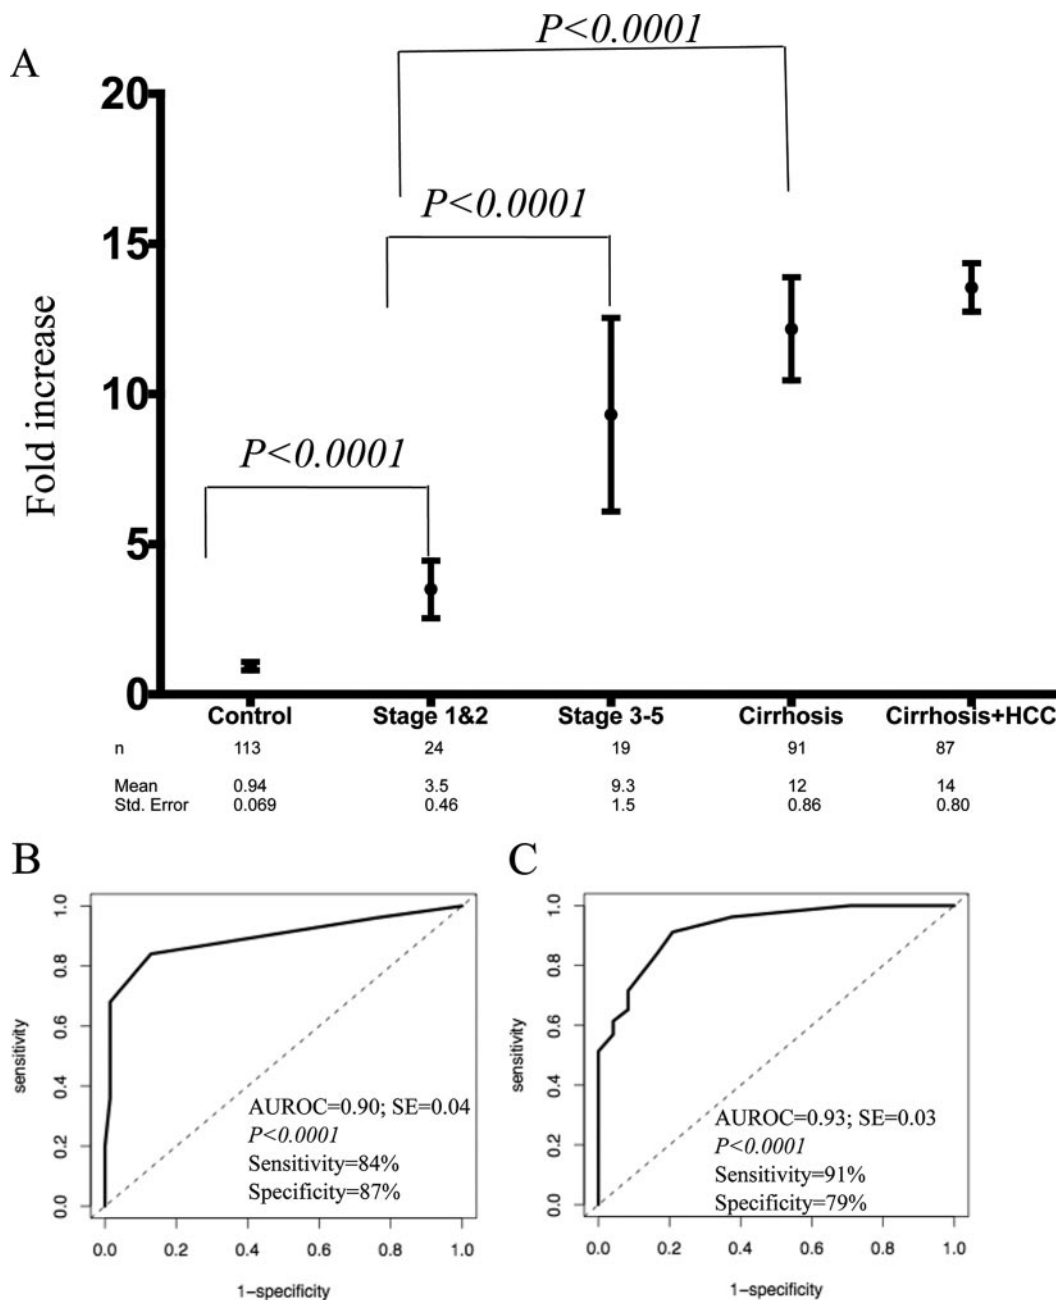 A
P<0.0001
P<0.0001
P<0.0001
Fold increase
20
15
10
5
0
Control Stage 1&2 Stage 3-5 Cirrhosis Cirrhosis+HCC
n 113 24 19 91 87
Mean 0.94 3.5 9.3 12 14
Std. Error 0.069 0.46 1.5 0.86 0.80
B
sensitivity
1.0
0.8
0.6
0.4
0.2
0.0
AUROC=0.90; SE=0.04
P<0.0001
Sensitivity=84%
Specificity=87%
0.0 0.2 0.4 0.6 0.8 1.0
1−specificity
C
sensitivity
1.0
0.8
0.6
0.4
0.2
0.0
AUROC=0.93; SE=0.03
P<0.0001
Sensitivity=91%
Specificity=79%
0.0 0.2 0.4 0.6 0.8 1.0
1−specificity